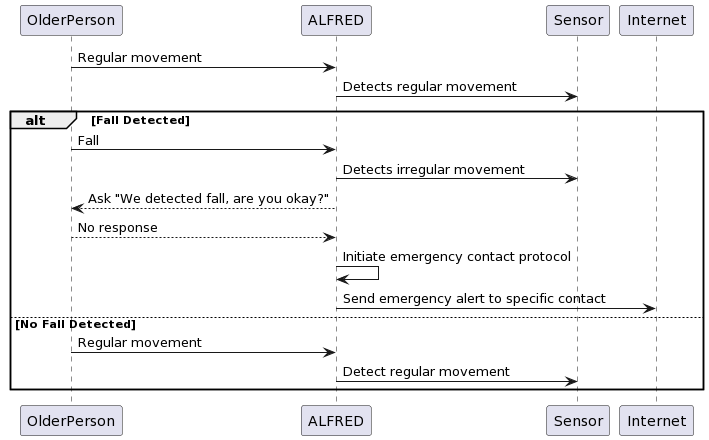 OlderPerson ALFRED Sensor Internet
Regular movement
Detects regular movement
alt [Fall Detected]
Fall
Detects irregular movement
Ask "We detected fall, are you okay?"
No response
Initiate emergency contact protocol
Send emergency alert to specific contact
[No Fall Detected]
Regular movement
Detect regular movement
OlderPerson ALFRED Sensor Internet